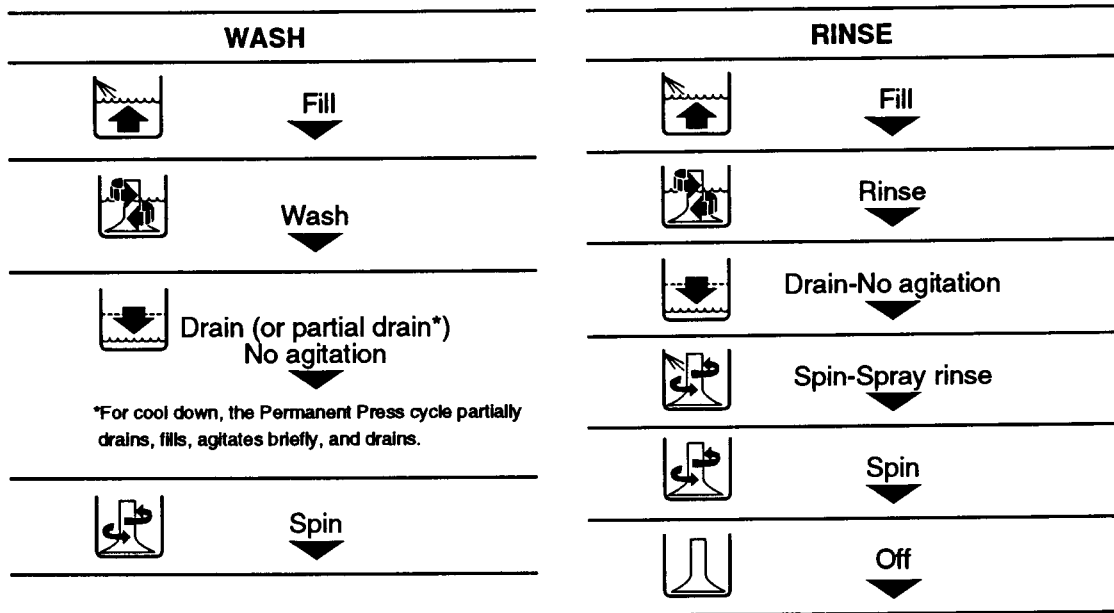 WASH
Fill
Wash
Drain (or partial drain*)
No agitation
*For cool down, the Permanent Press cycle partially
drains, fills, agitates briefly, and drains.
Spin
RINSE
Fill
Rinse
Drain-No agitation
Spin-Spray rinse
Spin
Off